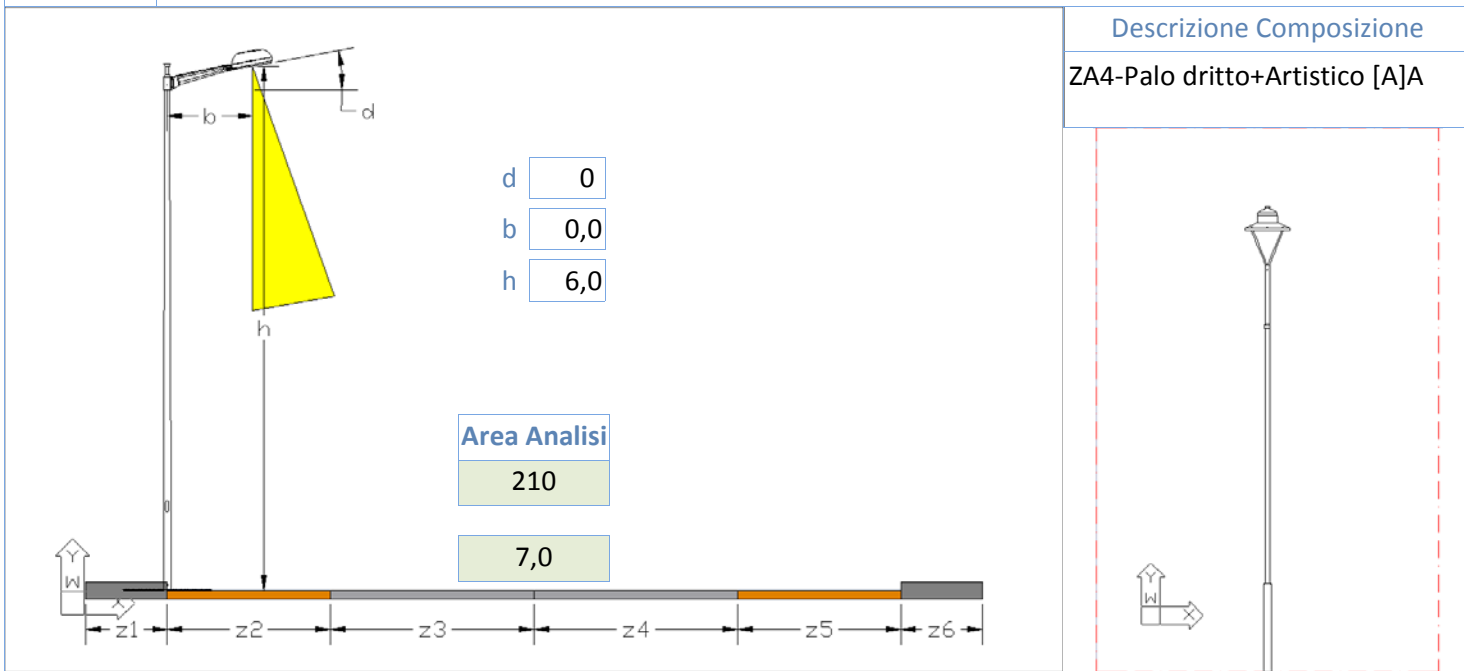 Descrizione Composizione
ZA4-Palo dritto+Artistico [A]A
b
d
d 0
b 0,0
h 6,0
h
Area Analisi
210
7,0
Y
W
X
z1 z2 z3 z4 z5 z6
Y
W
X